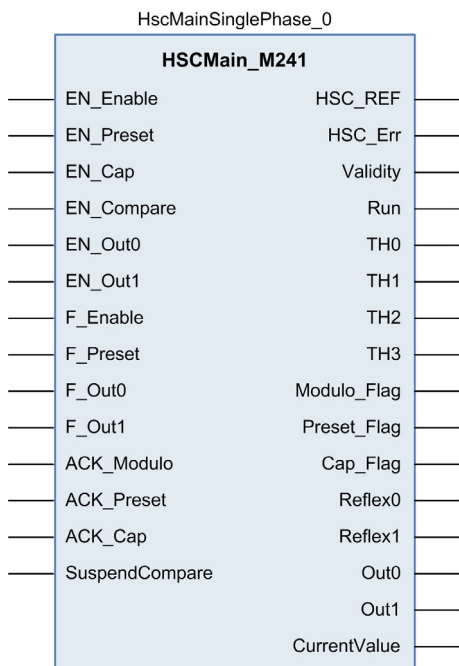 HscMainSinglePhase_0
HSCMain_M241
EN_Enable HSC_REF
EN_Preset HSC_Err
EN_Cap Validity
EN_Compare Run
EN_Out0 TH0
EN_Out1 TH1
F_Enable TH2
F_Preset TH3
F_Out0 Modulo_Flag
F_Out1 Preset_Flag
ACK_Modulo Cap_Flag
ACK_Preset Reflex0
ACK_Cap Reflex1
SuspendCompare Out0
Out1
CurrentValue